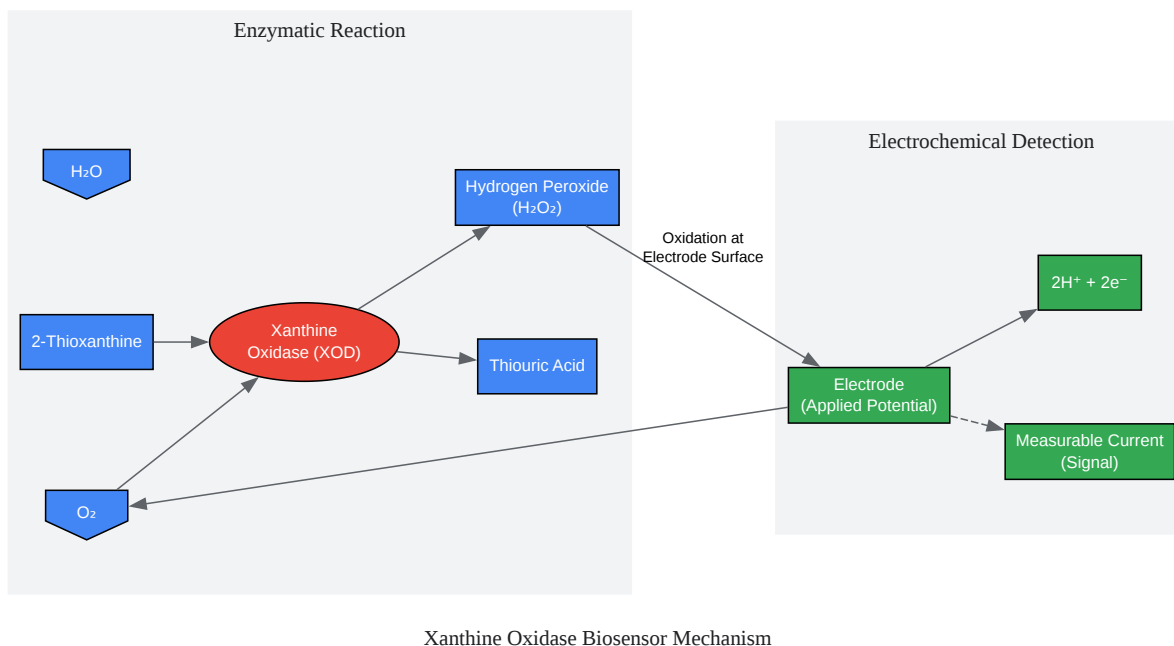 Enzymatic Reaction
H₂O
Hydrogen Peroxide
(H₂O₂)
2-Thioxanthine
Xanthine
Oxidase (XOD)
Thiouric Acid
O₂
Oxidation at
Electrode Surface
Electrochemical Detection
2H⁺ + 2e⁻
Electrode
(Applied Potential)
Measurable Current
(Signal)
Xanthine Oxidase Biosensor Mechanism